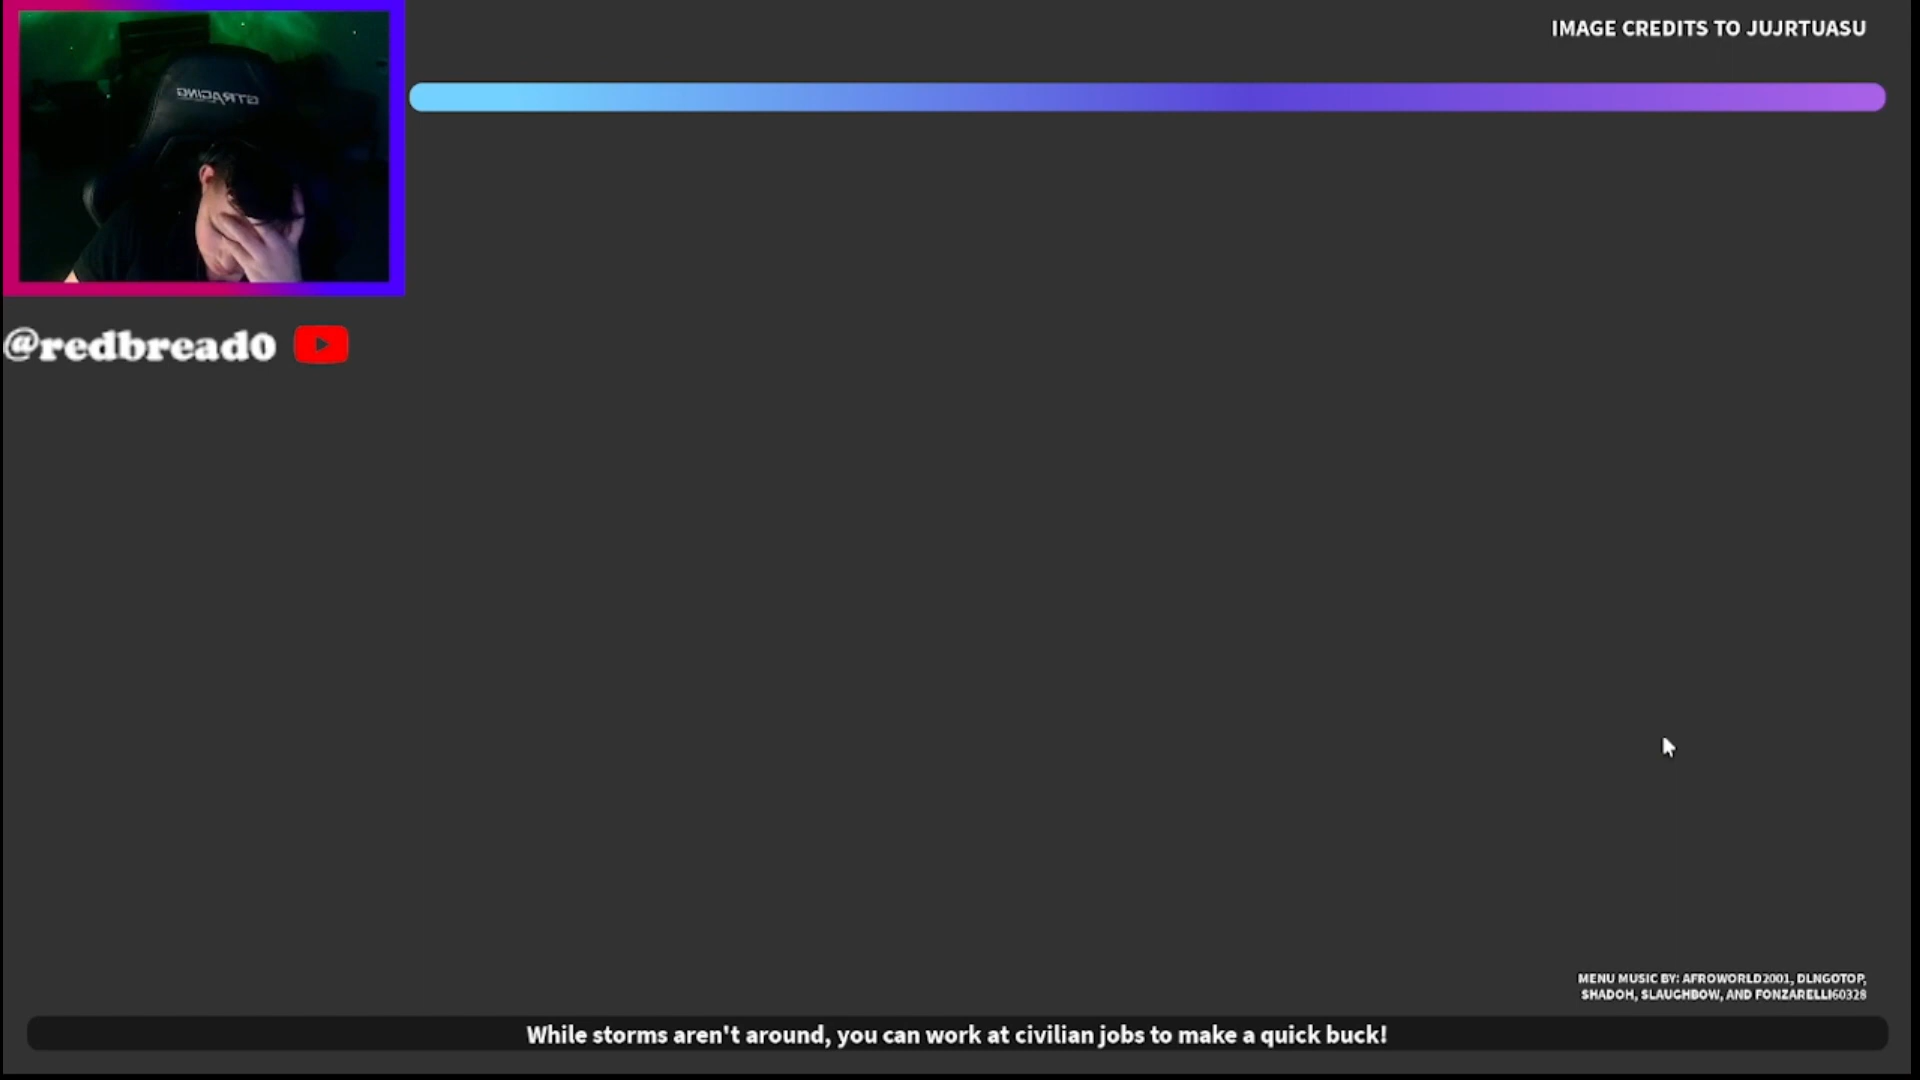 IMAGE CREDITS TO JUJRTUASU
GTRACING
@redbread0
MENU MUSIC BY: AFROWORLD2001, DLNGOTOP,
SHADOH, SLAUGHBOW, AND FONZARELLI60328
While storms aren't around, you can work at civilian jobs to make a quick buck!